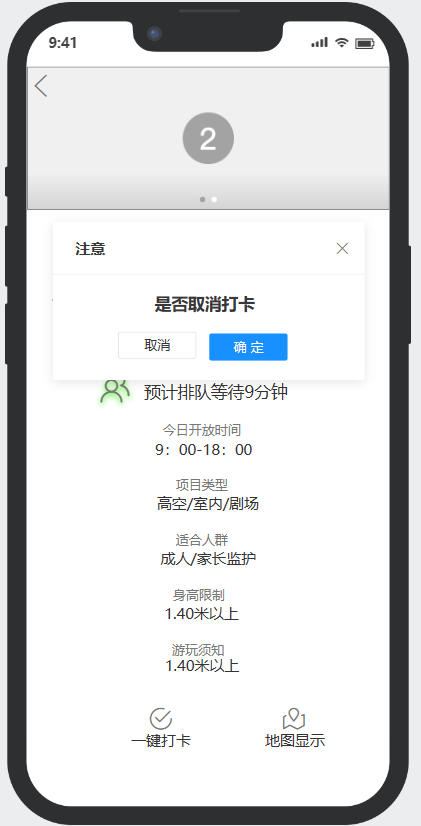 9:41
2
注意
是否取消打卡
取消
确 定
预计排队等待9分钟
今日开放时间
9：00-18：00
项目类型
高空/室内/剧场
适合人群
成人/家长监护
身高限制
1.40米以上
游玩须知
1.40米以上
一键打卡
地图显示